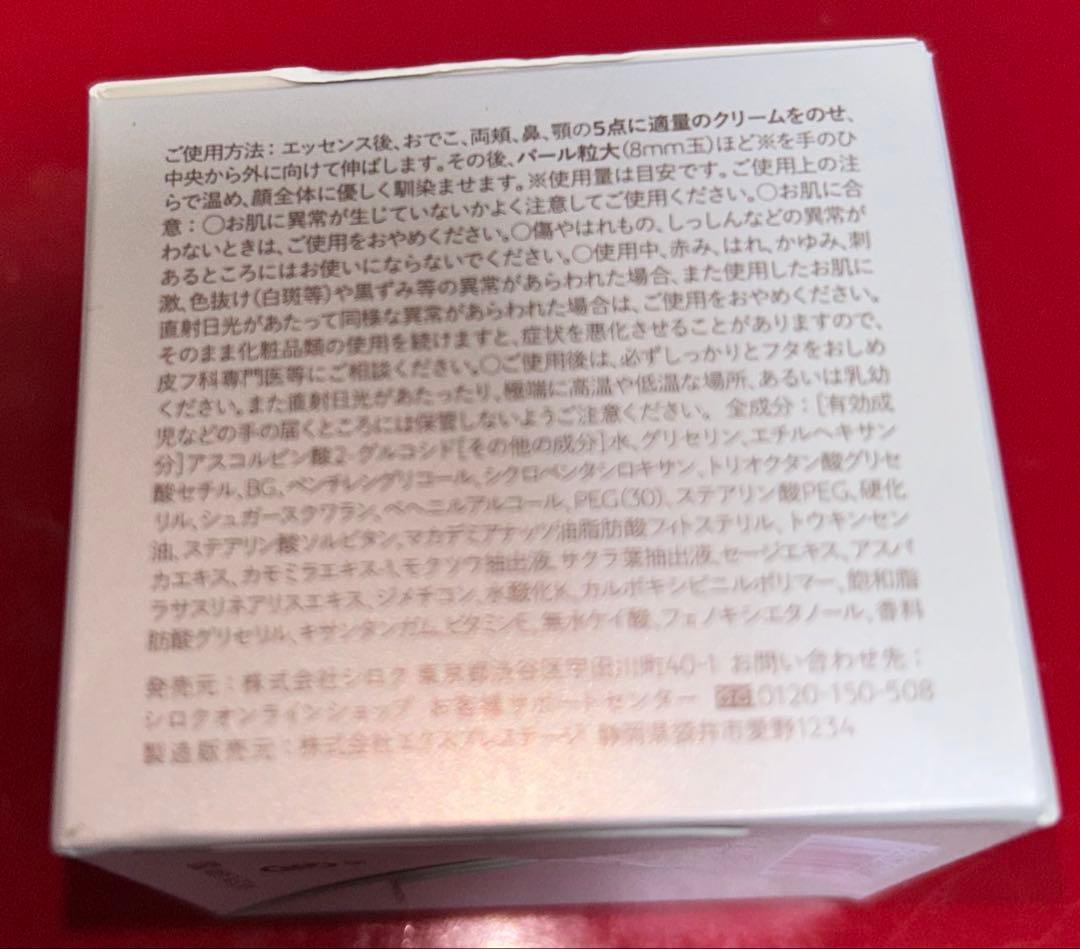 ご使用方法：エッセンス後、おでこ、両頬、鼻、顎の5点に適量のクリームをのせ、
中央から外に向けて伸ばします。その後、パール粒大(8mm玉)ほど※を手のひ
らで温め、顔全体に優しく馴染ませます。※使用量は目安です。ご使用上の注
意：○お肌に異常が生じていないかよく注意してご使用ください。○お肌に合
わないときは、ご使用をおやめください。○傷やはれもの、しっしんなどの異常が
あるところにはお使いにならないでください。○使用中、赤み、はれ、かゆみ、刺
激、色抜け(白斑等)や黒ずみ等の異常があらわれた場合、また使用したお肌に
直射日光があたって同様な異常があらわれた場合は、ご使用をおやめください。
そのまま化粧品類の使用を続けますと、症状を悪化させることがありますので、
皮フ科専門医等にご相談ください。○ご使用後は、必ずしっかりとフタをおしめ
ください。また直射日光があたったり、極端に高温や低温な場所、あるいは乳幼
児などの手の届くところには保管しないようご注意ください。 全成分：[有効成
分]アスコルビン酸2-グルコシド[その他の成分]水、グリセリン、エチルヘキサン
酸セチル、BG、ペンチレングリコール、シクロペンタシロキサン、トリオクタン酸グリセ
リル、シュガースクワラン、ベヘニルアルコール、PEG(30)、ステアリン酸PEG、硬化
油、ステアリン酸ソルビタン、マカデミアナッツ油脂肪酸フィトステリル、トウキンセン
カエキス、カモミラエキス-1、モクツウ抽出液、サクラ葉抽出液、セージエキス、アスパ
ラサスリネアリスエキス、ジメチコン、水酸化K、カルボキシビニルポリマー、飽和脂
肪酸グリセリル、キサンタンガム、ビタミンE、無水ケイ酸、フェノキシエタノール、香料
発売元：株式会社シロク 東京都渋谷区宇田川町40-1 お問い合わせ先：
シロクオンラインショップ お客様サポートセンター 0120-150-508
製造販売元：株式会社エクスプレステージ 静岡県袋井市愛野1234